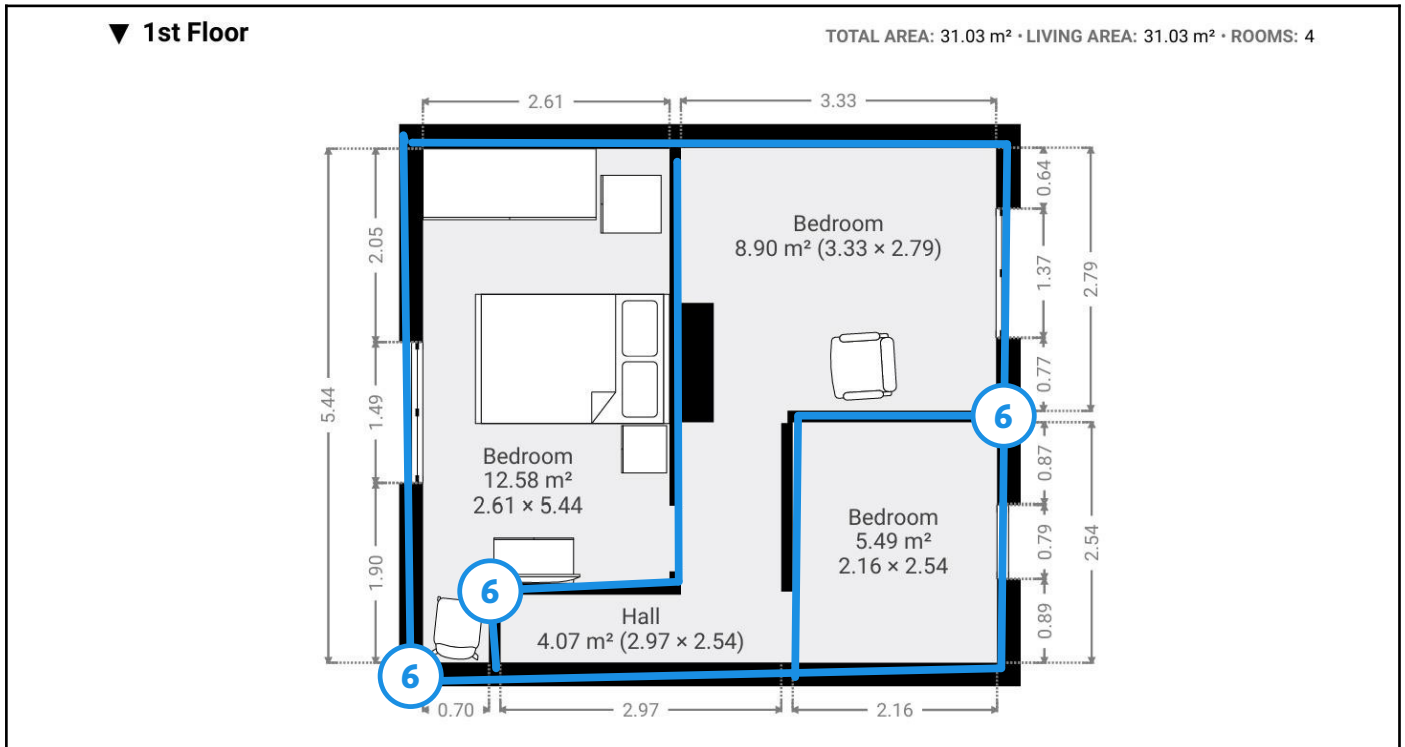 ▼ 1st Floor
TOTAL AREA: 31.03 m² · LIVING AREA: 31.03 m² · ROOMS: 4
2.61
3.33
0.64
2.05
Bedroom
8.90 m² (3.33 × 2.79)
1.37
2.79
0.77
5.44
1.49
6
0.87
Bedroom
12.58 m²
2.61 × 5.44
Bedroom
5.49 m²
2.16 × 2.54
0.79
2.54
1.90
6
0.89
Hall
4.07 m² (2.97 × 2.54)
6
0.70
2.97
2.16